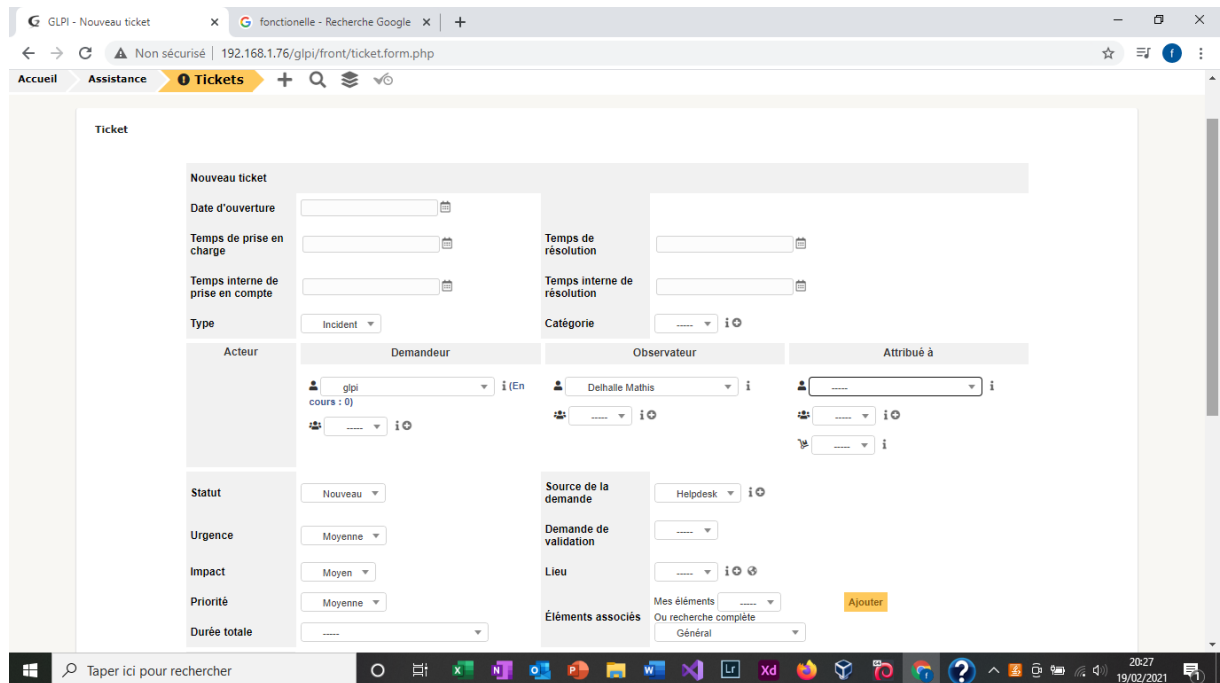 GLPI - Nouveau ticket
fonctionelle - Recherche Google
Non sécurisé | 192.168.1.76/glpi/front/ticket.form.php
Accueil Assistance Tickets
Ticket
Nouveau ticket
Date d'ouverture
Temps de prise en charge
Temps de résolution
Temps interne de prise en compte
Temps interne de résolution
Type Incident Catégorie -----
Acteur Demandeur Observateur Attribué à
glpi i (En cours : 0) Delhalle Mathis i ----- i
----- i ----- i ----- i
----- i
Statut Nouveau Source de la demande Helpdesk i
Urgence Moyenne Demande de validation -----
Impact Moyen Lieu ----- i
Priorité Moyenne Éléments associés Mes éléments ----- Ajouter
Ou recherche complète
Durée totale ----- Général
Taper ici pour rechercher
20:27
19/02/2021